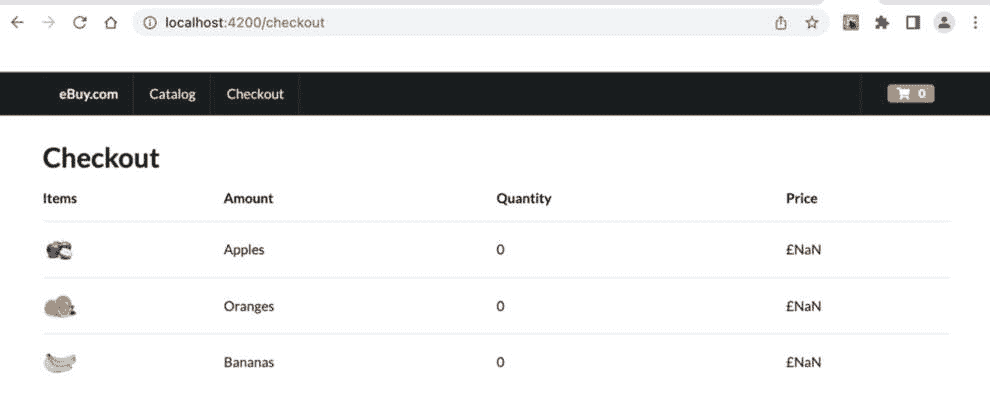 localhost:4200/checkout
eBuy.com Catalog Checkout 0
Checkout
Items Amount Quantity Price
Apples 0 £NaN
Oranges 0 £NaN
Bananas 0 £NaN